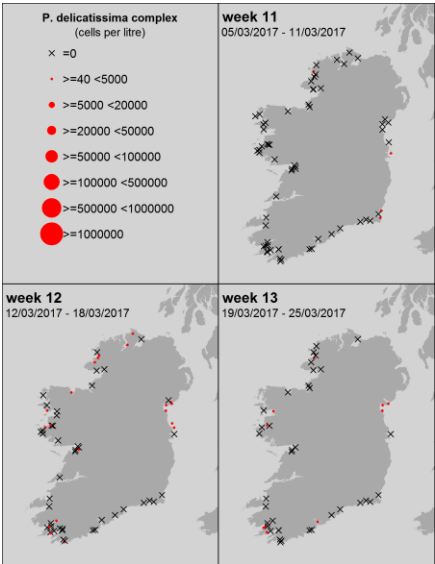 P. delicatissima complex
(cells per litre)
=0
>=40 <5000
>=5000 <20000
>=20000 <50000
>=50000 <100000
>=100000 <500000
>=500000 <1000000
>=1000000
week 11
05/03/2017 - 11/03/2017
week 12
12/03/2017 - 18/03/2017
week 13
19/03/2017 - 25/03/2017